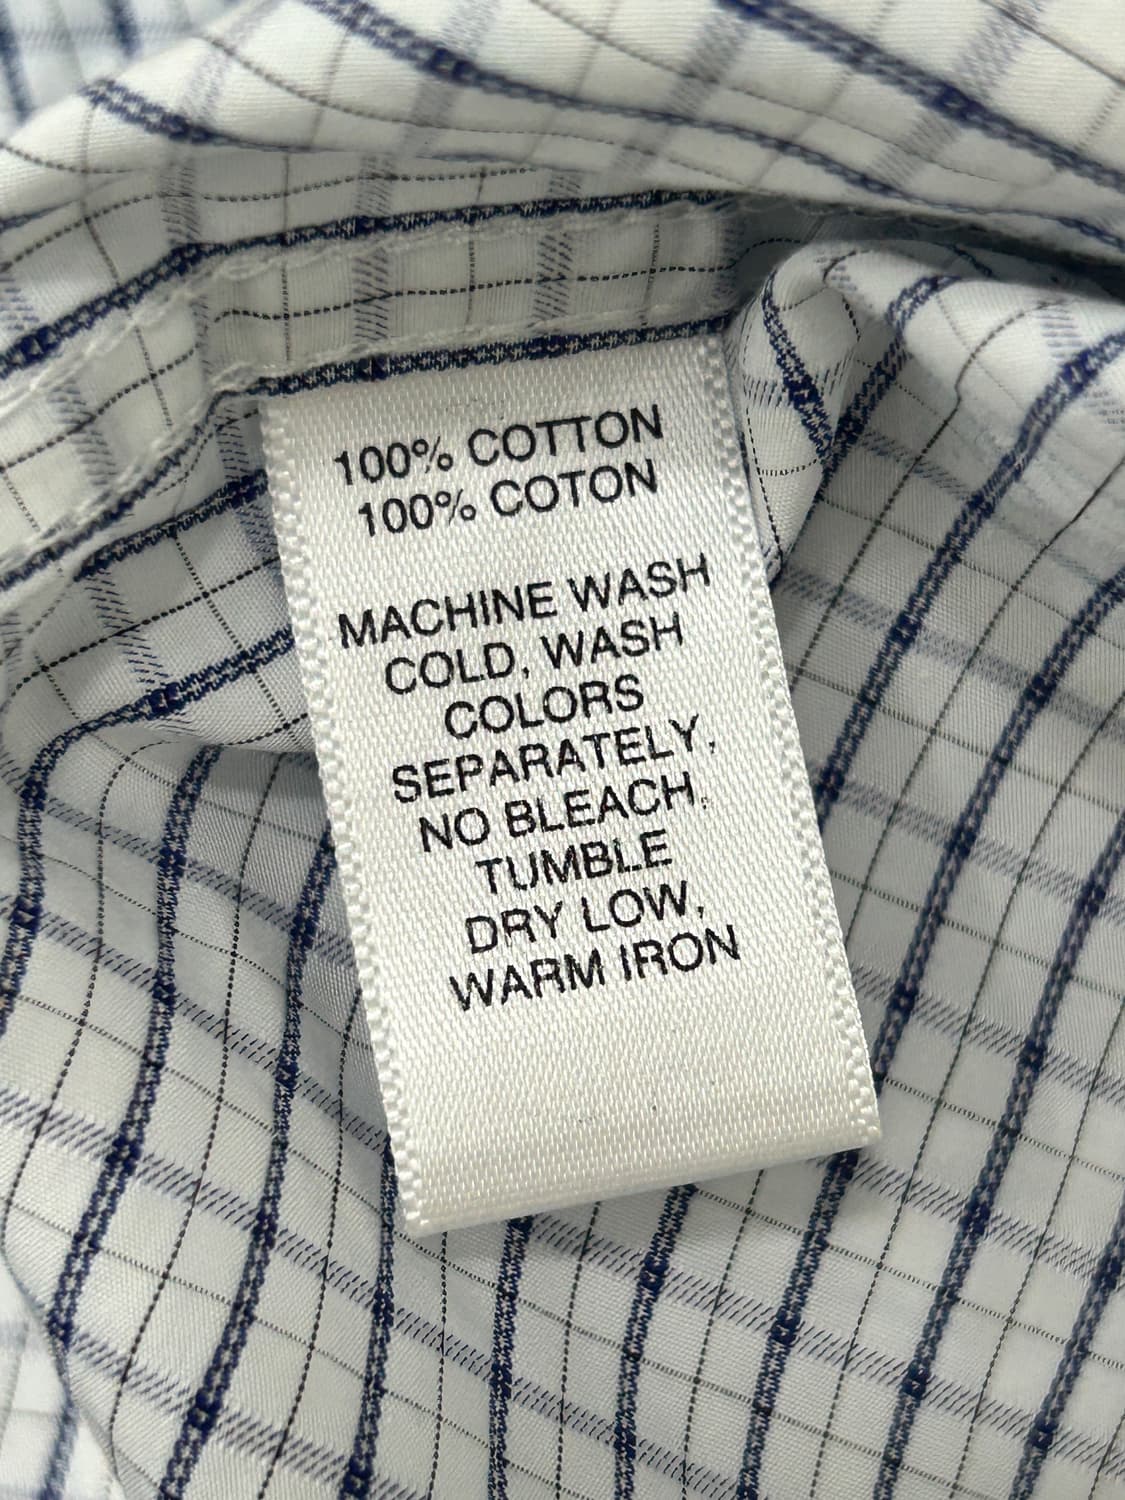 100% COTTON
100% COTON
MACHINE WASH
COLD, WASH
COLORS
SEPARATELY,
NO BLEACH,
TUMBLE
DRY LOW,
WARM IRON